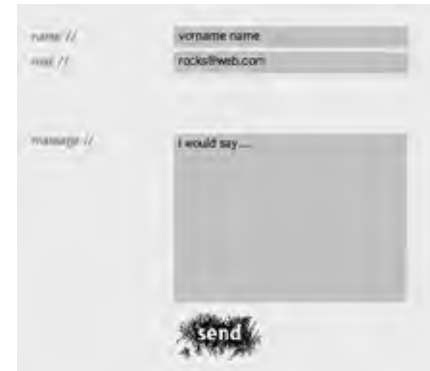 name // vorname name
mail // rocks@web.com
massage // I would say....
send